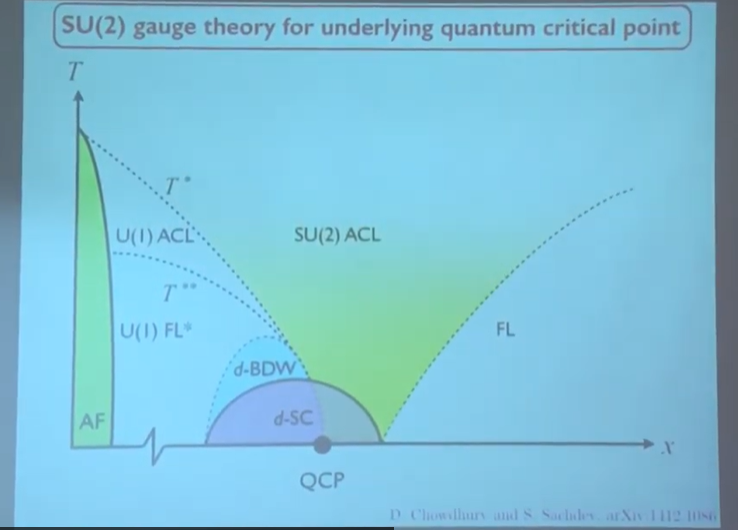 SU(2) gauge theory for underlying quantum critical point
T
T*
U(1) ACL
SU(2) ACL
T**
U(1) FL*
FL
d-BDW
AF
d-SC
x
QCP
D. Chowdhury and S. Sachdev, arXiv:1412.1086